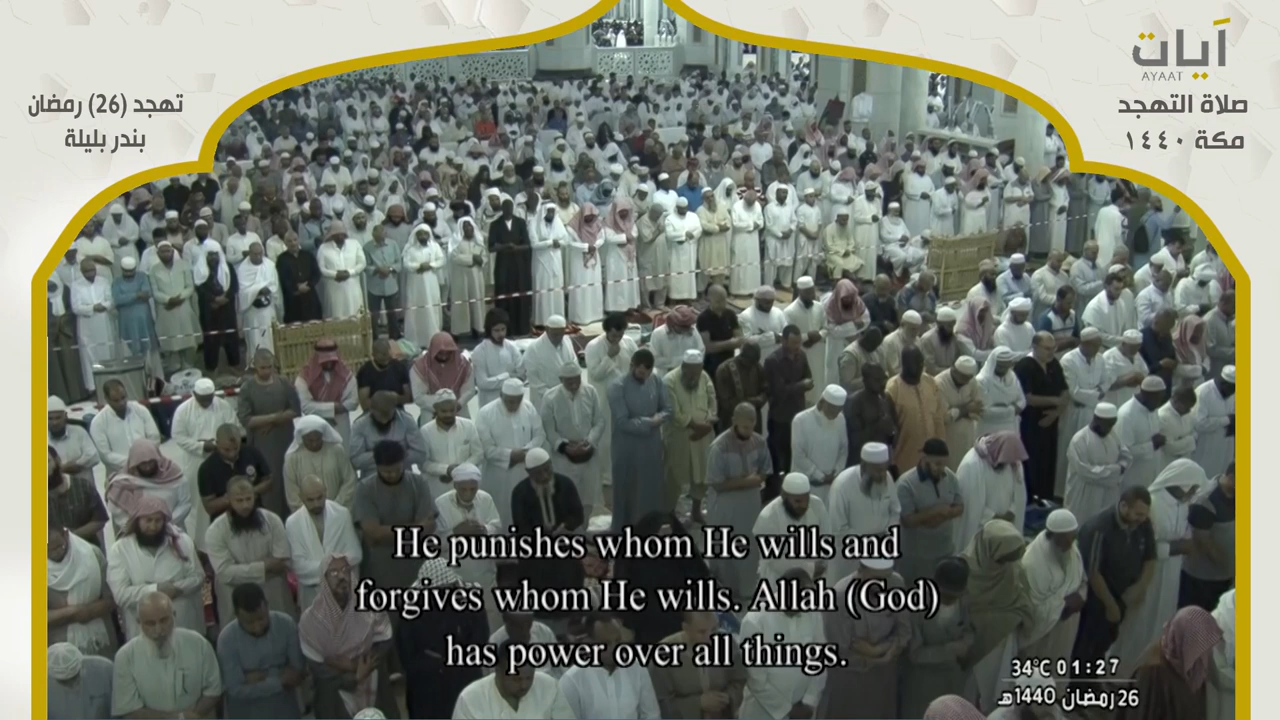 آيات
AYAAT
صلاة التهجد
مكة ١٤٤٠
تهجد (26) رمضان
بندر بليلة
He punishes whom He wills and
forgives whom He wills. Allah (God)
has power over all things.
34°C 01:27
26 رمضان 1440هـ